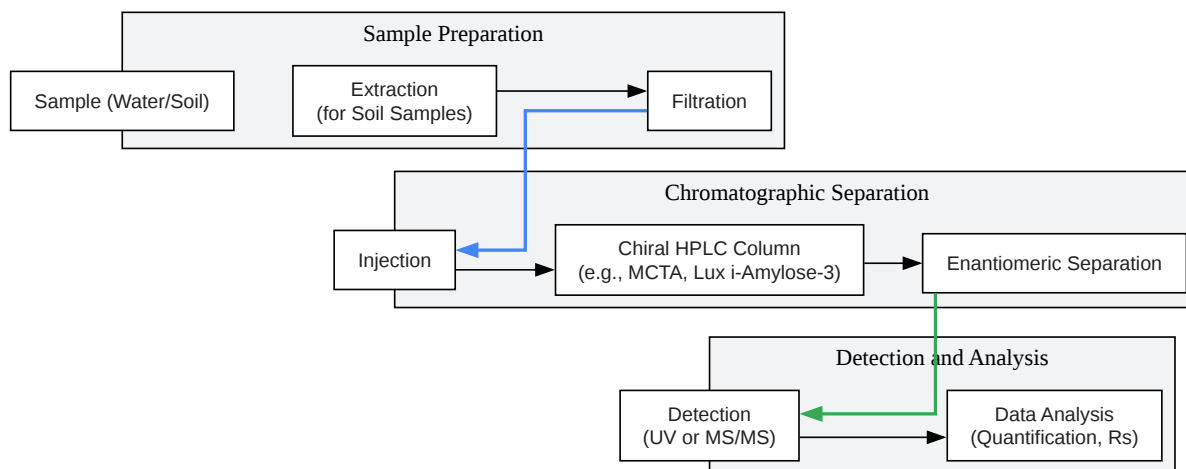 Sample Preparation
Sample (Water/Soil)
Extraction
(for Soil Samples)
Filtration
Chromatographic Separation
Injection
Chiral HPLC Column
(e.g., MCTA, Lux i-Amylose-3)
Enantiomeric Separation
Detection and Analysis
Detection
(UV or MS/MS)
Data Analysis
(Quantification, Rs)